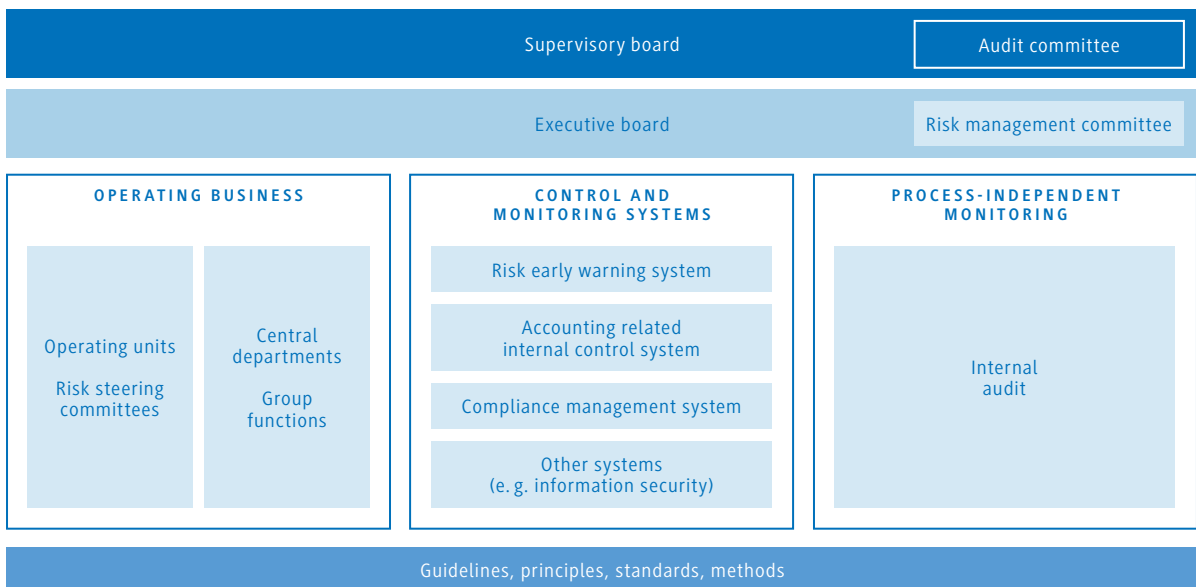 Supervisory board
Audit committee
Executive board
Risk management committee
OPERATING BUSINESS
Operating units
Risk steering
committees
Central
departments
Group
functions
CONTROL AND
MONITORING SYSTEMS
Risk early warning system
Accounting related
internal control system
Compliance management system
Other systems
(e. g. information security)
PROCESS-INDEPENDENT
MONITORING
Internal
audit
Guidelines, principles, standards, methods